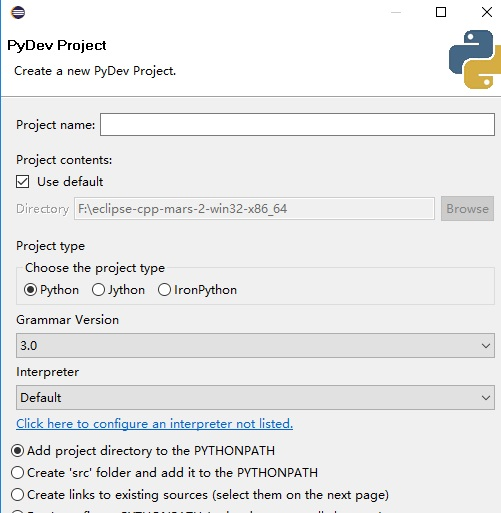 PyDev Project
Create a new PyDev Project.
Project name:
Project contents:
Use default
Directory F:\eclipse-cpp-mars-2-win32-x86_64 Browse
Project type
Choose the project type
Python Jython IronPython
Grammar Version
3.0
Interpreter
Default
Click here to configure an interpreter not listed.
Add project directory to the PYTHONPATH
Create 'src' folder and add it to the PYTHONPATH
Create links to existing sources (select them on the next page)